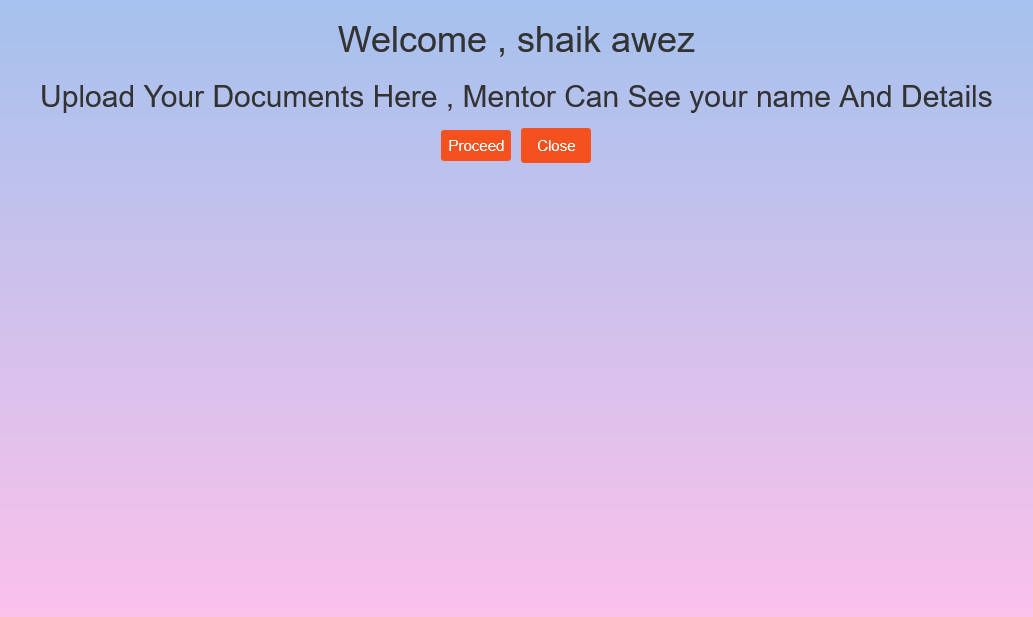 Welcome , shaik awez
Upload Your Documents Here , Mentor Can See your name And Details
Proceed Close